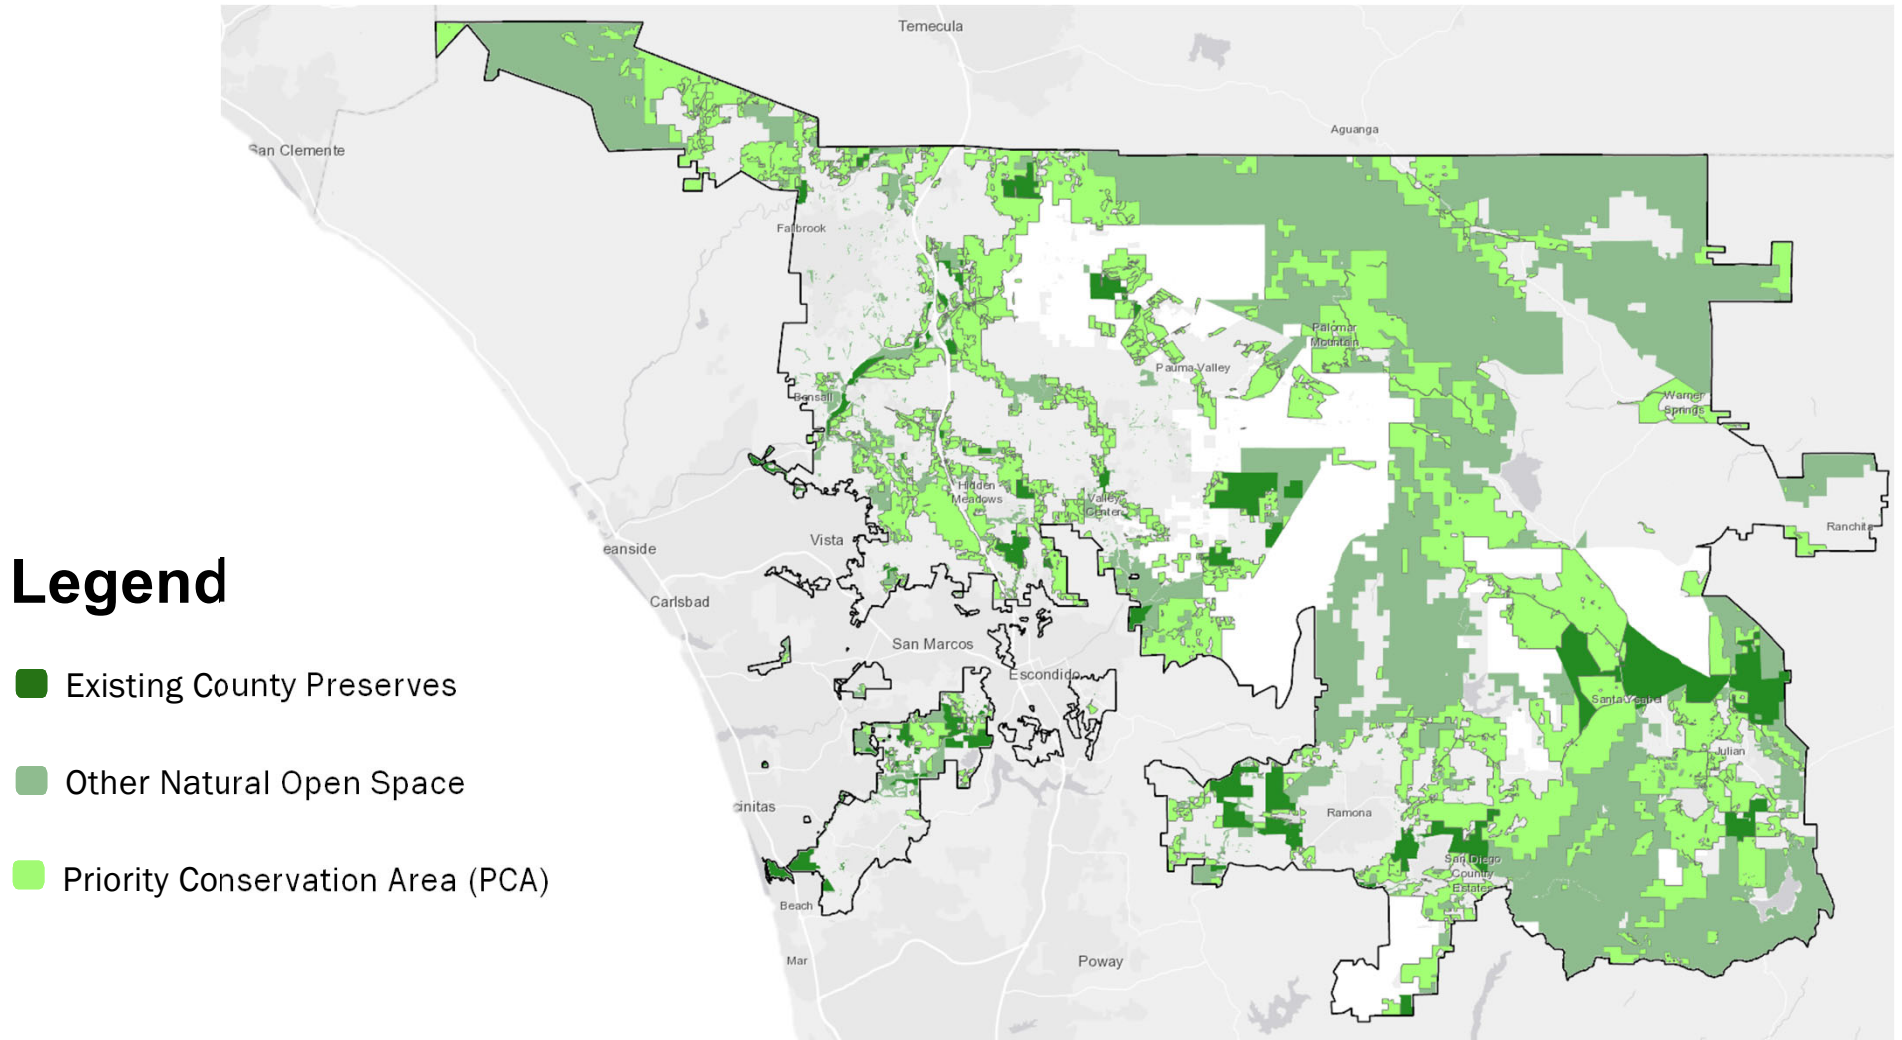 Temecula
Aguanga
San Clemente
Fallbrook
Palomar
Mountain
Pauma Valley
Bonsall
Warner
Springs
Hidden
Meadows
Valley
Center
Ranchita
Vista
eanside
Legend
Carlsbad
San Marcos
Escondido
Existing County Preserves
Santa Ysabel
Julian
Other Natural Open Space
cinitas
Ramona
San Diego
Country
Estates
Priority Conservation Area (PCA)
Beach
Mar
Poway